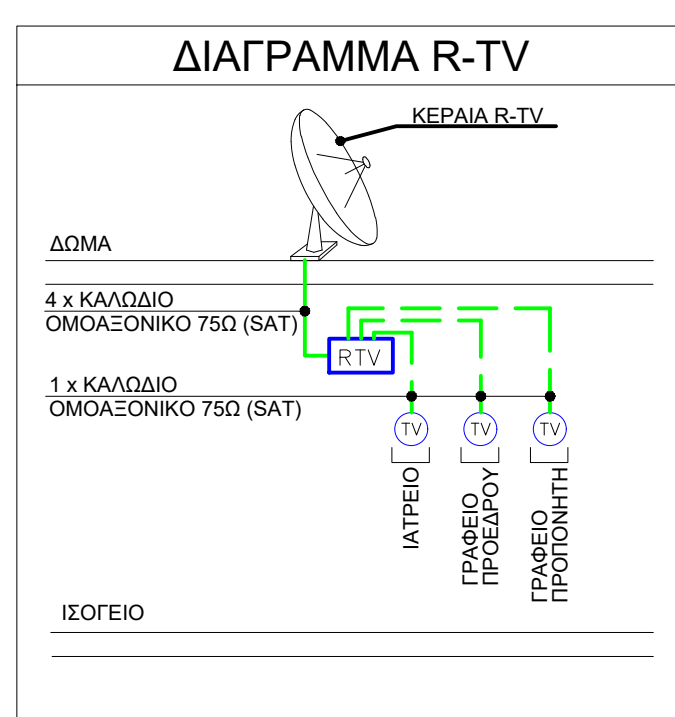 ΔΙΑΓΡΑΜΜΑ R-TV
ΚΕΡΑΙΑ R-TV
ΔΩΜΑ
4 x ΚΑΛΩΔΙΟ
ΟΜΟΑΞΟΝΙΚΟ 75Ω (SAT)
RTV
1 x ΚΑΛΩΔΙΟ
ΟΜΟΑΞΟΝΙΚΟ 75Ω (SAT)
TV
TV
TV
ΙΑΤΡΕΙΟ
ΓΡΑΦΕΙΟ
ΠΡΟΕΔΡΟΥ
ΓΡΑΦΕΙΟ
ΠΡΟΠΟΝΗΤΗ
ΙΣΟΓΕΙΟ